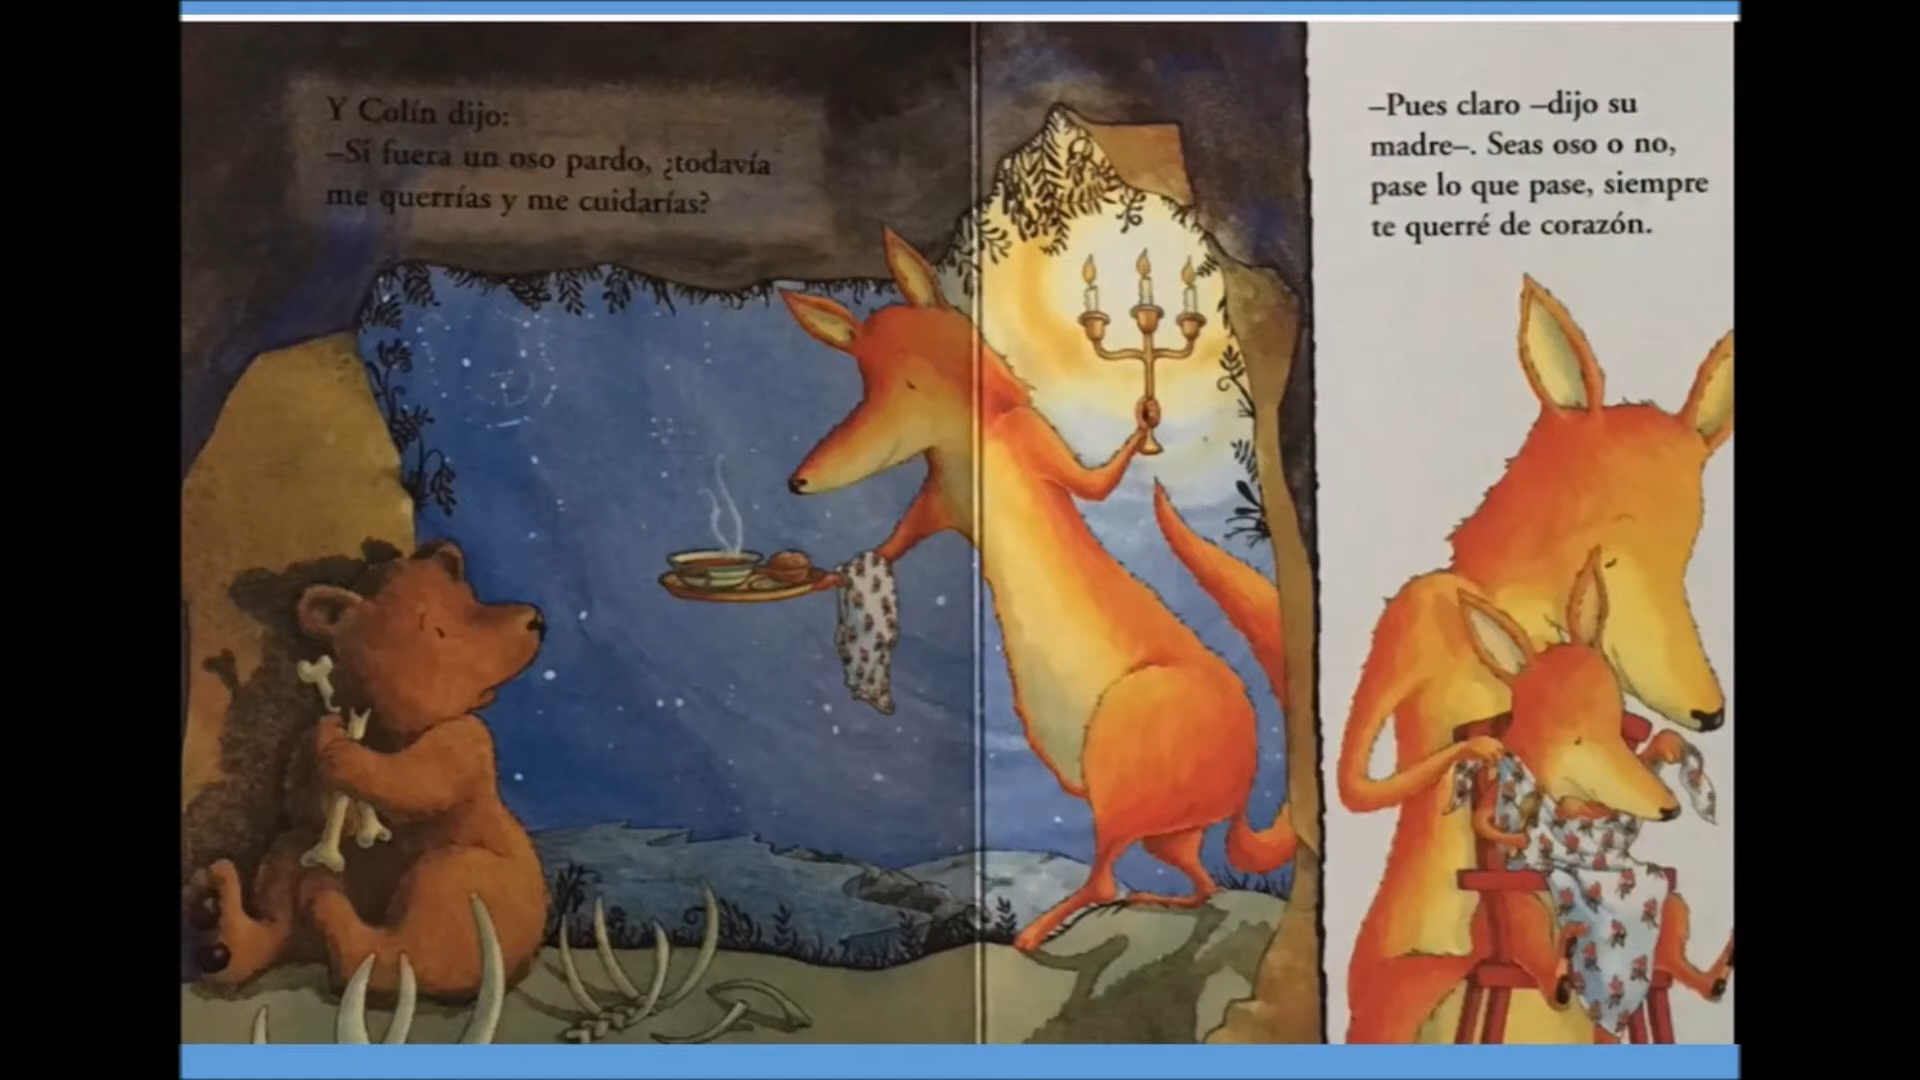 Y Colín dijo:
–Si fuera un oso pardo, ¿todavía
me querrías y me cuidarías?
–Pues claro –dijo su
madre–. Seas oso o no,
pase lo que pase, siempre
te querré de corazón.